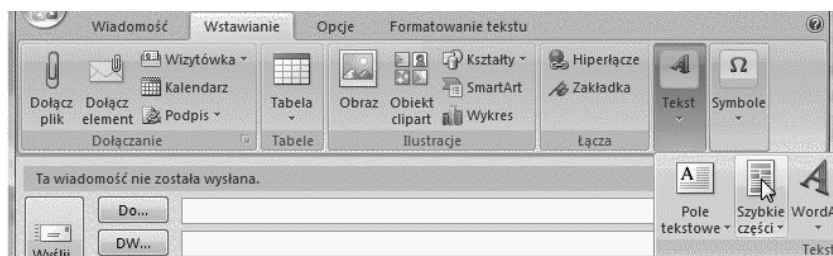 Wiadomość Wstawianie Opcje Formatowanie tekstu
Dołącz plik
Dołącz element
Wizytówka
Kalendarz
Podpis
Dołączanie
Tabela
Tabele
Obraz
Obiekt clipart
Kształty
SmartArt
Wykres
Ilustracje
Hiperłącze
Zakładka
Łącza
Tekst
Symbole
Ω
Ta wiadomość nie została wysłana.
Do...
DW...
Wyślij
Pole tekstowe
Szybkie części
WordA
Tekst